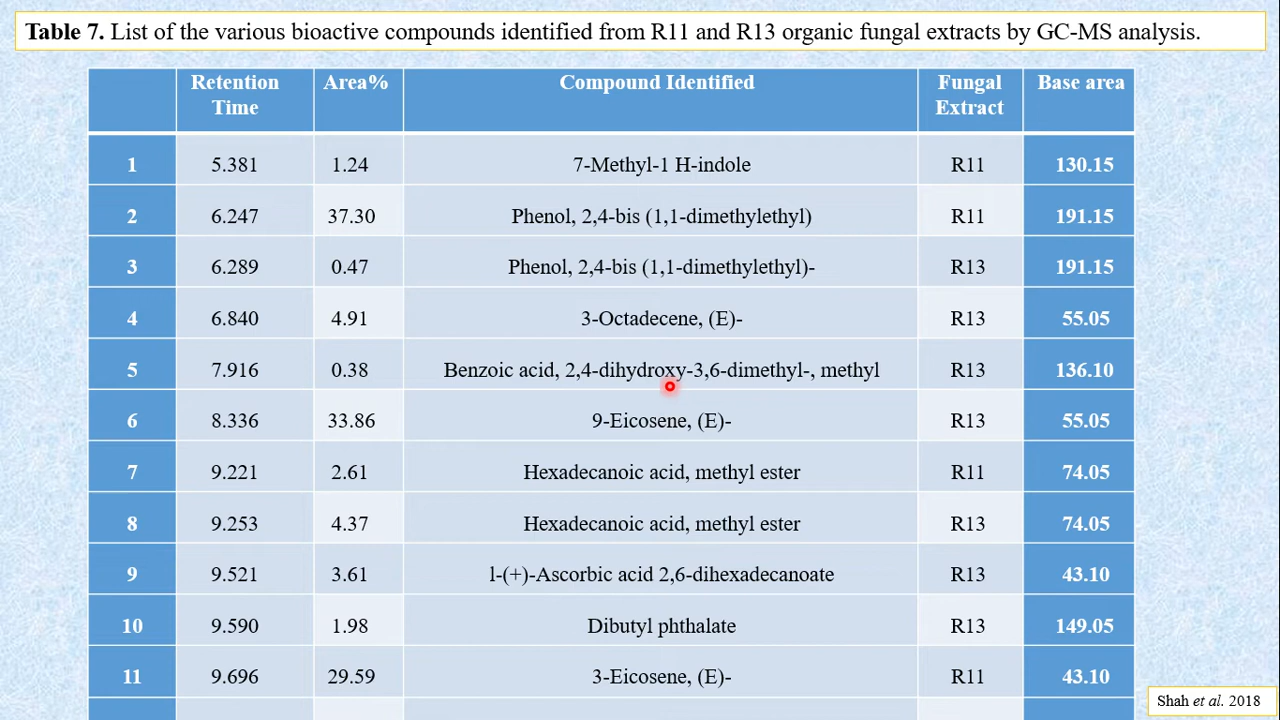 Table 7. List of the various bioactive compounds identified from R11 and R13 organic fungal extracts by GC-MS analysis.
Retention Time Area% Compound Identified Fungal Extract Base area
1 5.381 1.24 7-Methyl-1 H-indole R11 130.15
2 6.247 37.30 Phenol, 2,4-bis (1,1-dimethylethyl) R11 191.15
3 6.289 0.47 Phenol, 2,4-bis (1,1-dimethylethyl)- R13 191.15
4 6.840 4.91 3-Octadecene, (E)- R13 55.05
5 7.916 0.38 Benzoic acid, 2,4-dihydroxy-3,6-dimethyl-, methyl R13 136.10
6 8.336 33.86 9-Eicosene, (E)- R13 55.05
7 9.221 2.61 Hexadecanoic acid, methyl ester R11 74.05
8 9.253 4.37 Hexadecanoic acid, methyl ester R13 74.05
9 9.521 3.61 l-(+)-Ascorbic acid 2,6-dihexadecanoate R13 43.10
10 9.590 1.98 Dibutyl phthalate R13 149.05
11 9.696 29.59 3-Eicosene, (E)- R11 43.10
Shah et al. 2018